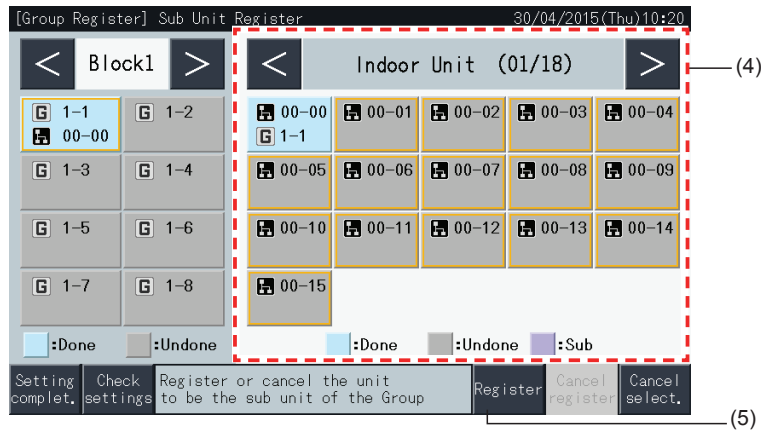 [Group Register] Sub Unit Register 30/04/2015(Thu)10:20
< Block1 > < Indoor Unit (01/18) > (4)
G 1-1 G 1-2 00-00 00-01 00-02 00-03 00-04
00-00 G 1-1
G 1-3 G 1-4 00-05 00-06 00-07 00-08 00-09
G 1-5 G 1-6 00-10 00-11 00-12 00-13 00-14
G 1-7 G 1-8 00-15
:Done :Undone :Done :Undone :Sub
Setting Check Register or cancel the unit Register Cancel Cancel
complet. settings to be the sub unit of the Group register select.
(5)